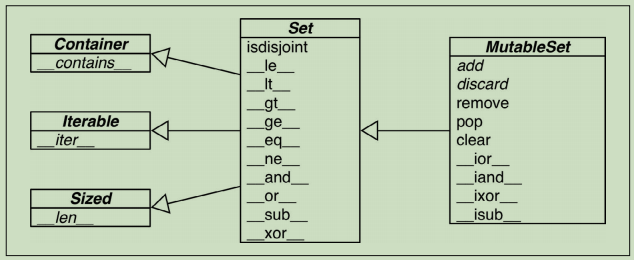 Container
__contains__
Iterable
__iter__
Sized
__len__
Set
isdisjoint
__le__
__lt__
__gt__
__ge__
__eq__
__ne__
__and__
__or__
__sub__
__xor__
MutableSet
add
discard
remove
pop
clear
__ior__
__iand__
__ixor__
__isub__